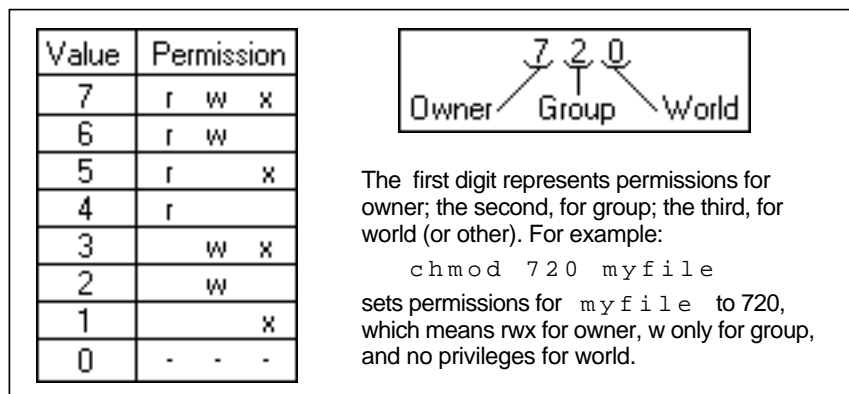 Value Permission
7 r w x
6 r w
5 r x
4 r
3 w x
2 w
1 x
0 - - -
7 2 0
Owner Group World
The first digit represents permissions for
owner; the second, for group; the third, for
world (or other). For example:
chmod 720 myfile
sets permissions for myfile to 720,
which means rwx for owner, w only for group,
and no privileges for world.